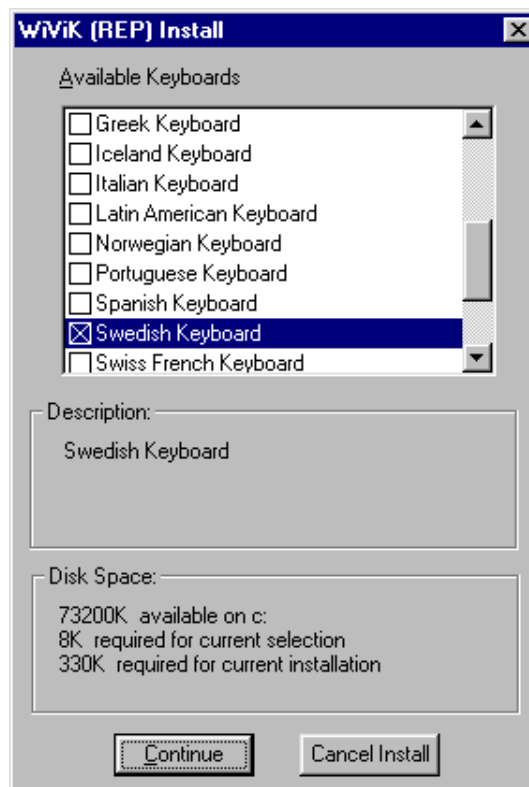 WiViK (REP) Install
Available Keyboards
Greek Keyboard
Iceland Keyboard
Italian Keyboard
Latin American Keyboard
Norwegian Keyboard
Portuguese Keyboard
Spanish Keyboard
Swedish Keyboard
Swiss French Keyboard
Description:
Swedish Keyboard
Disk Space:
73200K available on c:
8K required for current selection
330K required for current installation
Continue
Cancel Install